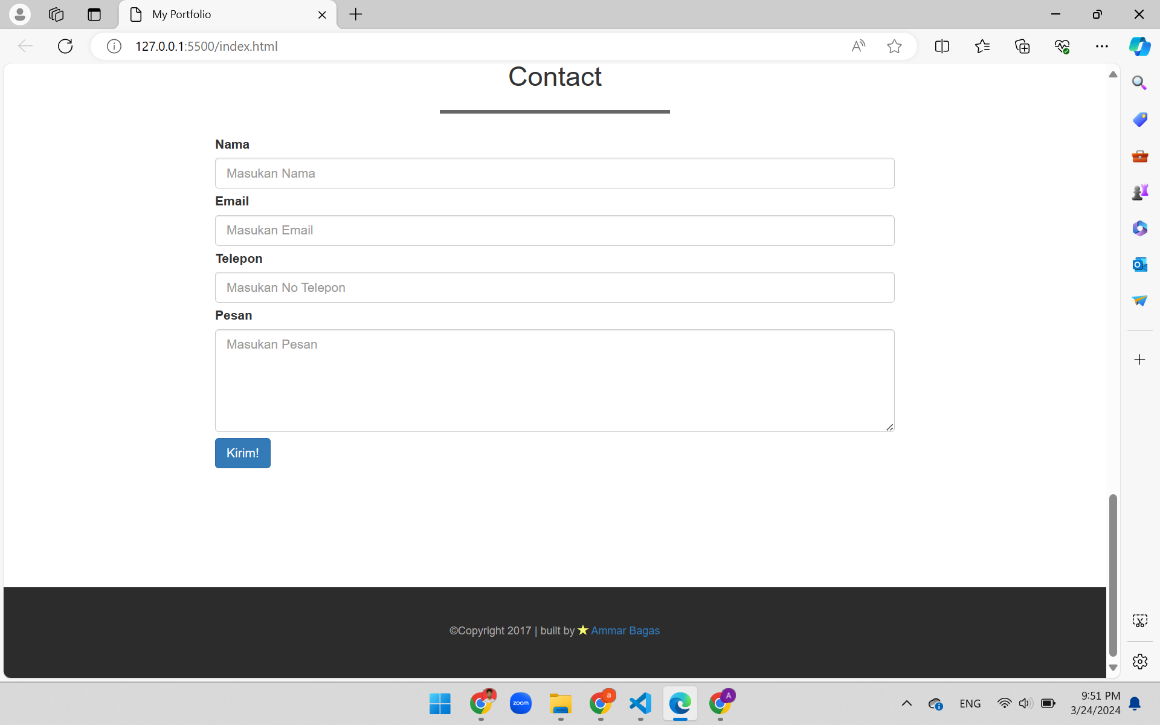 My Portfolio
127.0.0.1:5500/index.html
Contact
Nama
Masukan Nama
Email
Masukan Email
Telepon
Masukan No Telepon
Pesan
Masukan Pesan
Kirim!
©Copyright 2017 | built by ★ Ammar Bagas
zoom
a
A
ENG
9:51 PM
3/24/2024